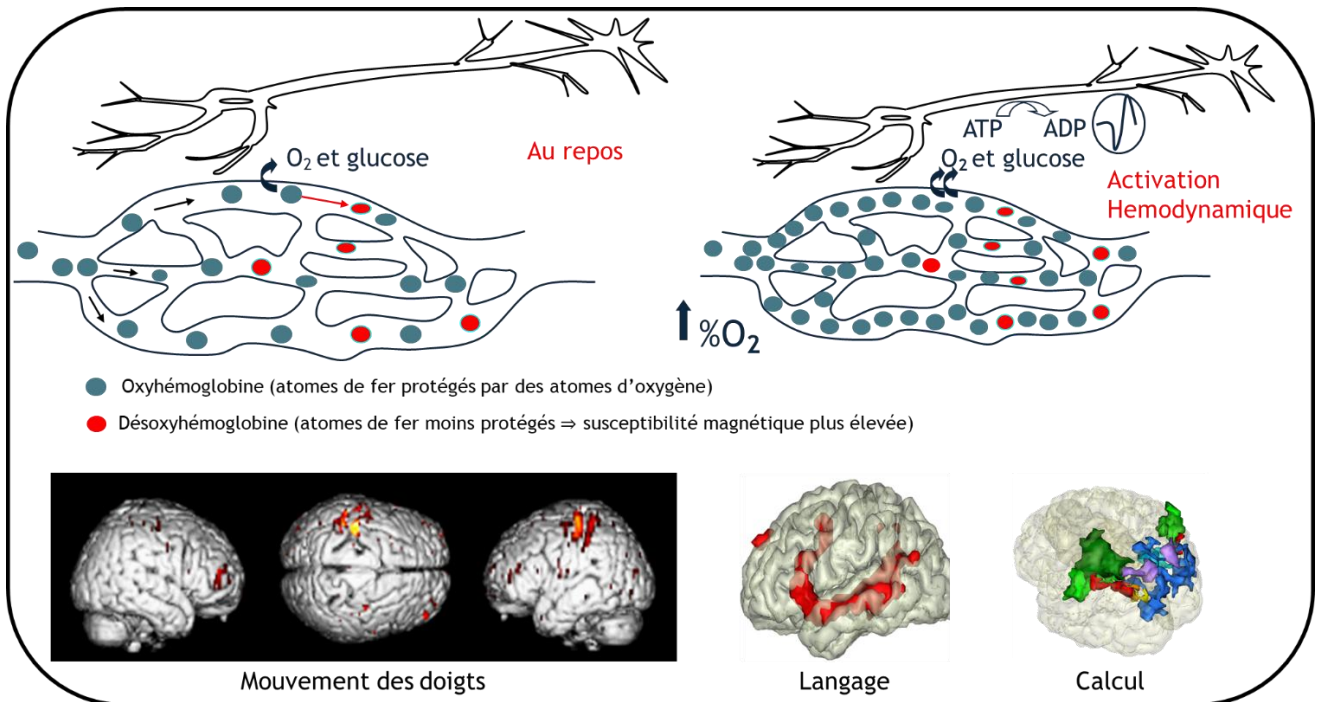 O₂ et glucose
Au repos
ATP ADP
O₂ et glucose
Activation
Hemodynamique
%O₂
Oxyhémoglobine (atomes de fer protégés par des atomes d’oxygène)
Désoxyhémoglobine (atomes de fer moins protégés ⇒ susceptibilité magnétique plus élevée)
Mouvement des doigts
Langage
Calcul